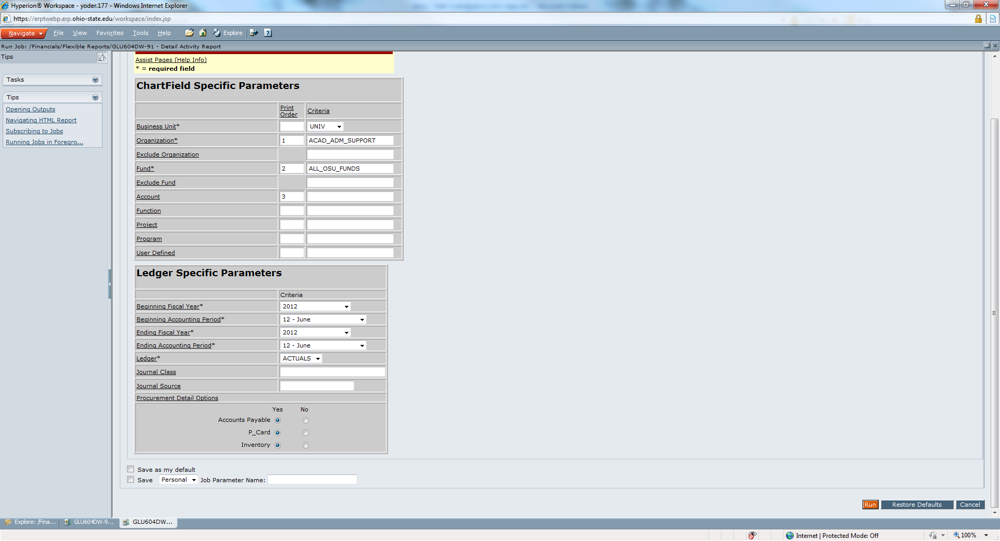 Hyperion® Workspace - yoder.177 - Windows Internet Explorer
https://erptwebp.erp.ohio-state.edu/workspace/index.jsp
Navigate File View Favorites Tools Help Explore
Run Job: /Financials/Flexible Reports/GLU604DW-91 - Detail Activity Report
Tips
Tasks
Tips
Opening Outputs
Navigating HTML Report
Subscribing to Jobs
Running Jobs in Foregro...
Assist Pages (Help Info)
* = required field
ChartField Specific Parameters
Print Order Criteria
Business Unit* UNIV
Organization* 1 ACAD_ADM_SUPPORT
Exclude Organization
Fund* 2 ALL_OSU_FUNDS
Exclude Fund
Account 3
Function
Project
Program
User Defined
Ledger Specific Parameters
Criteria
Beginning Fiscal Year* 2012
Beginning Accounting Period* 12 - June
Ending Fiscal Year* 2012
Ending Accounting Period* 12 - June
Ledger* ACTUALS
Journal Class
Journal Source
Procurement Detail Options
Yes No
Accounts Payable
P_Card
Inventory
Save as my default
Save Personal Job Parameter Name:
Run Restore Defaults Cancel
Explore: /Fina... GLU604DW-9... GLU604DW...
Internet | Protected Mode: Off 100%